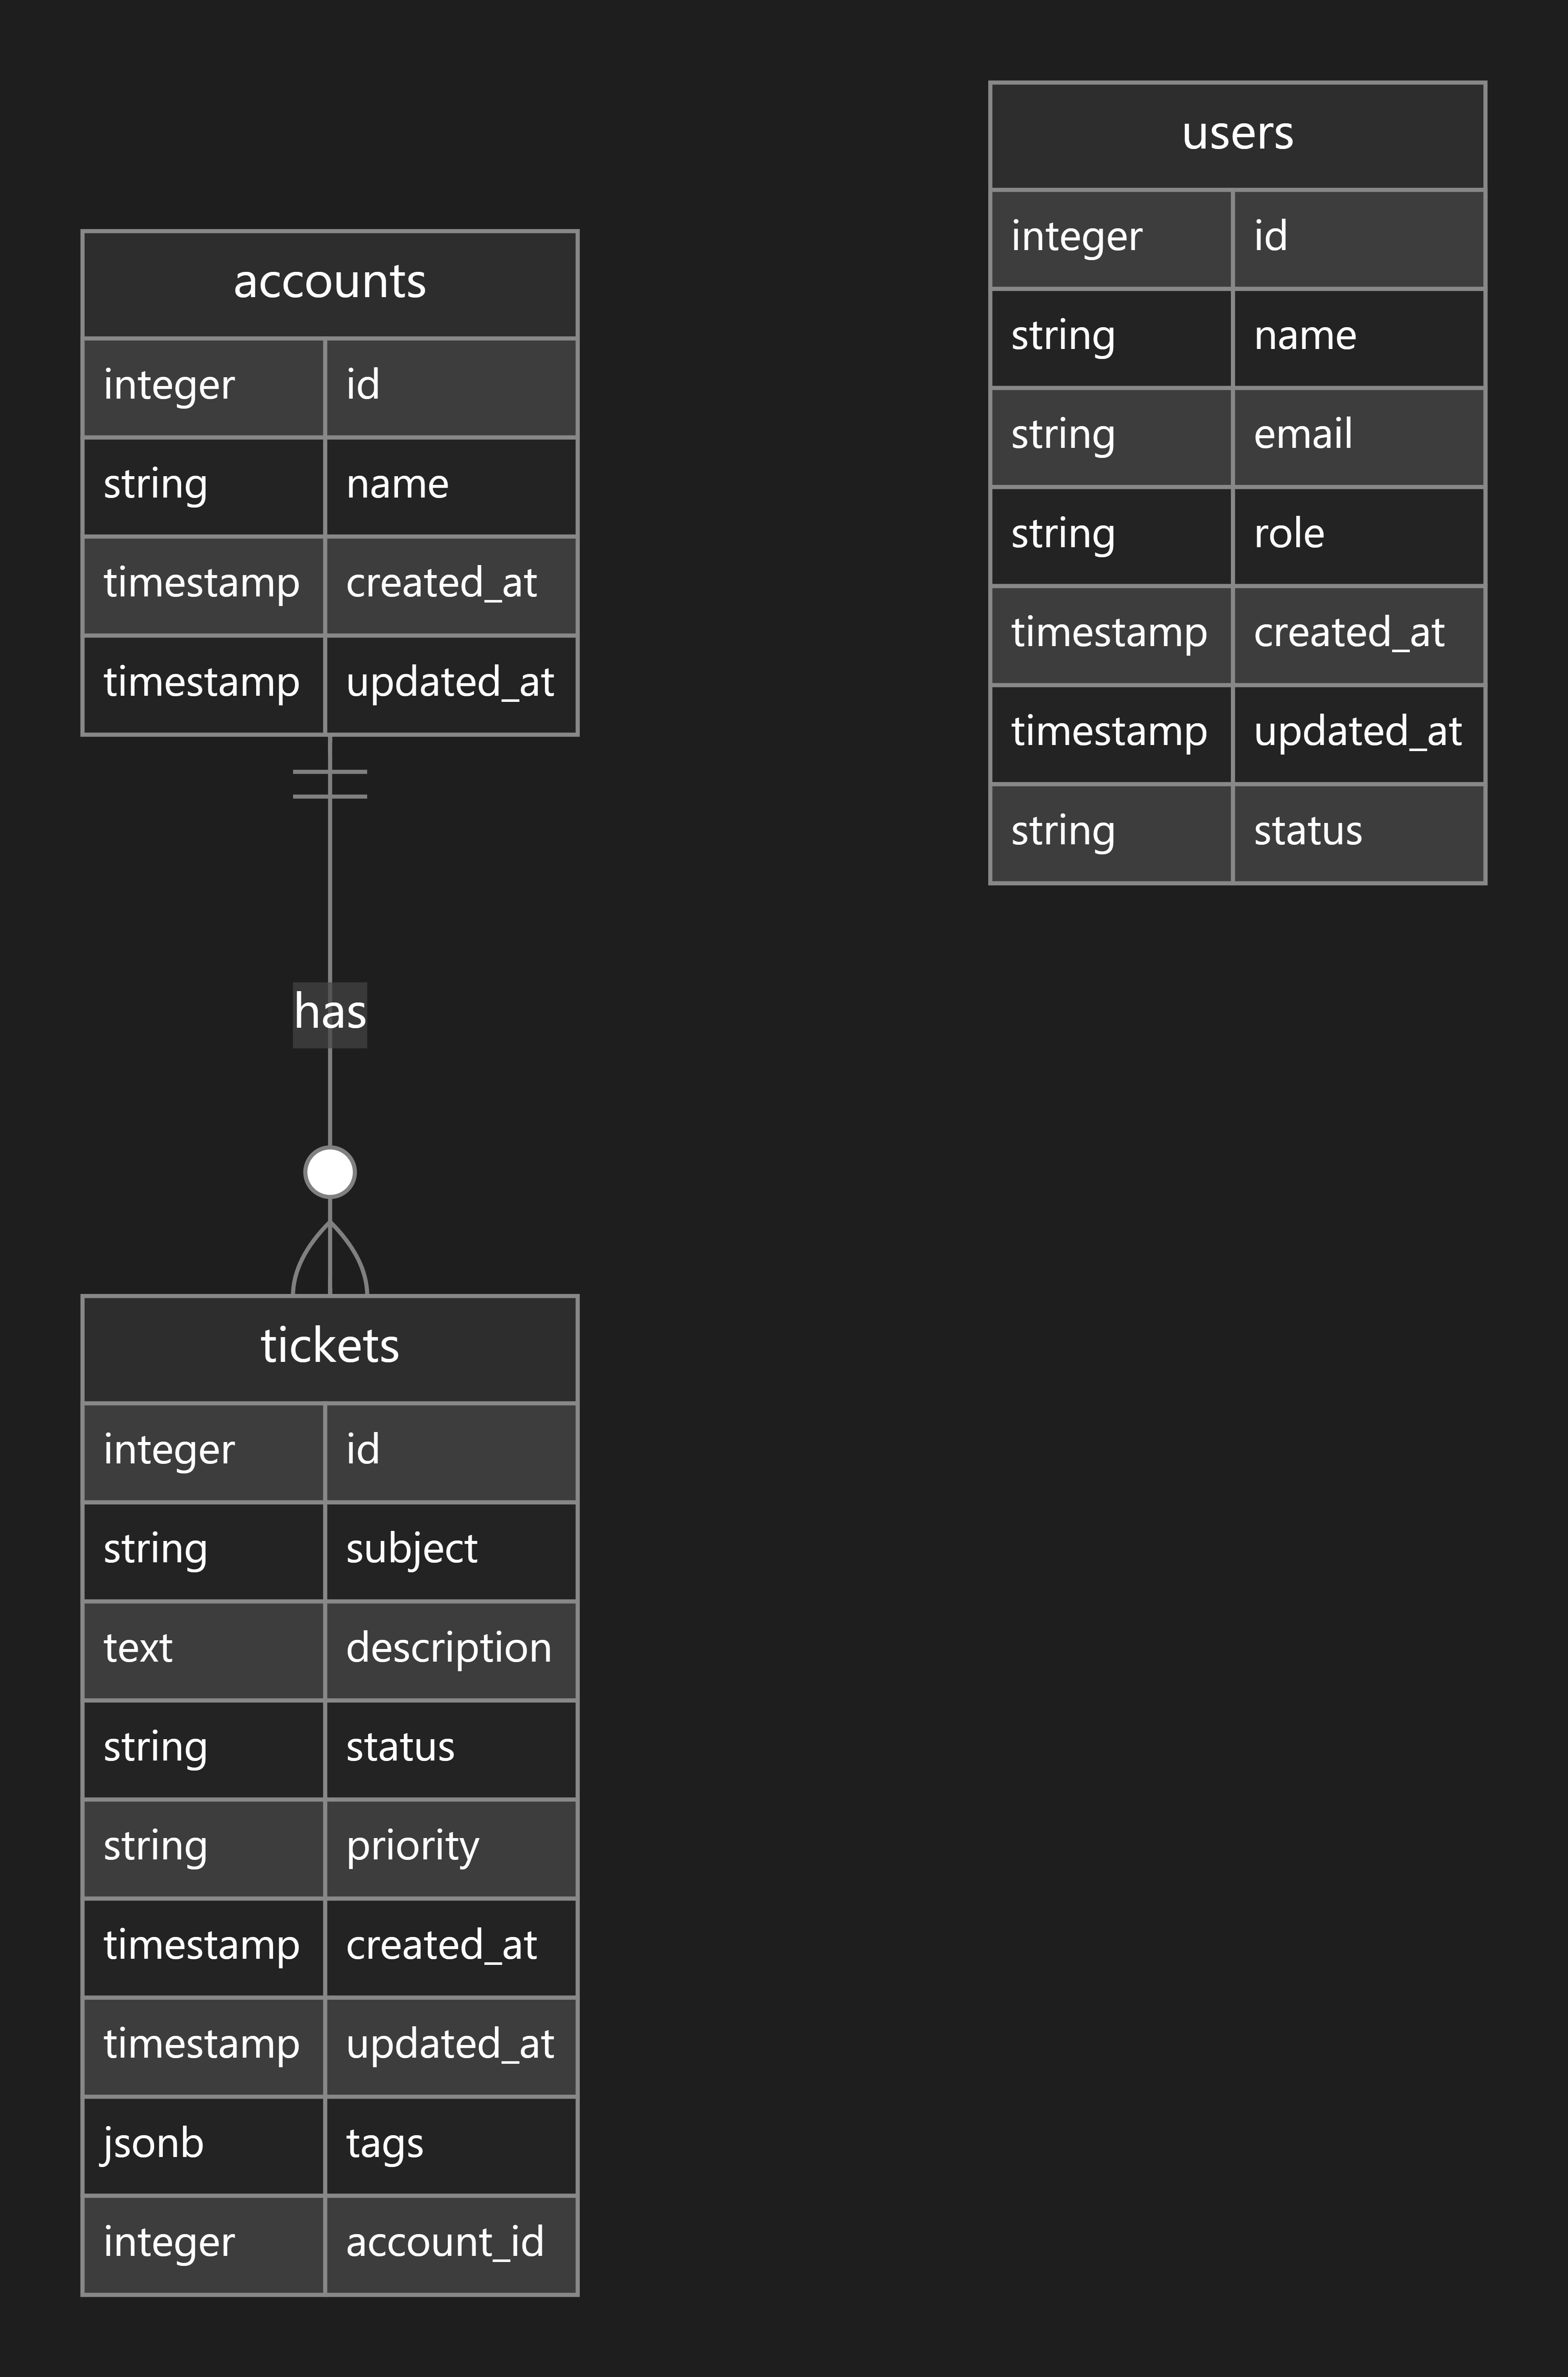 accounts
integer id
string name
timestamp created_at
timestamp updated_at
has
tickets
integer id
string subject
text description
string status
string priority
timestamp created_at
timestamp updated_at
jsonb tags
integer account_id
users
integer id
string name
string email
string role
timestamp created_at
timestamp updated_at
string status